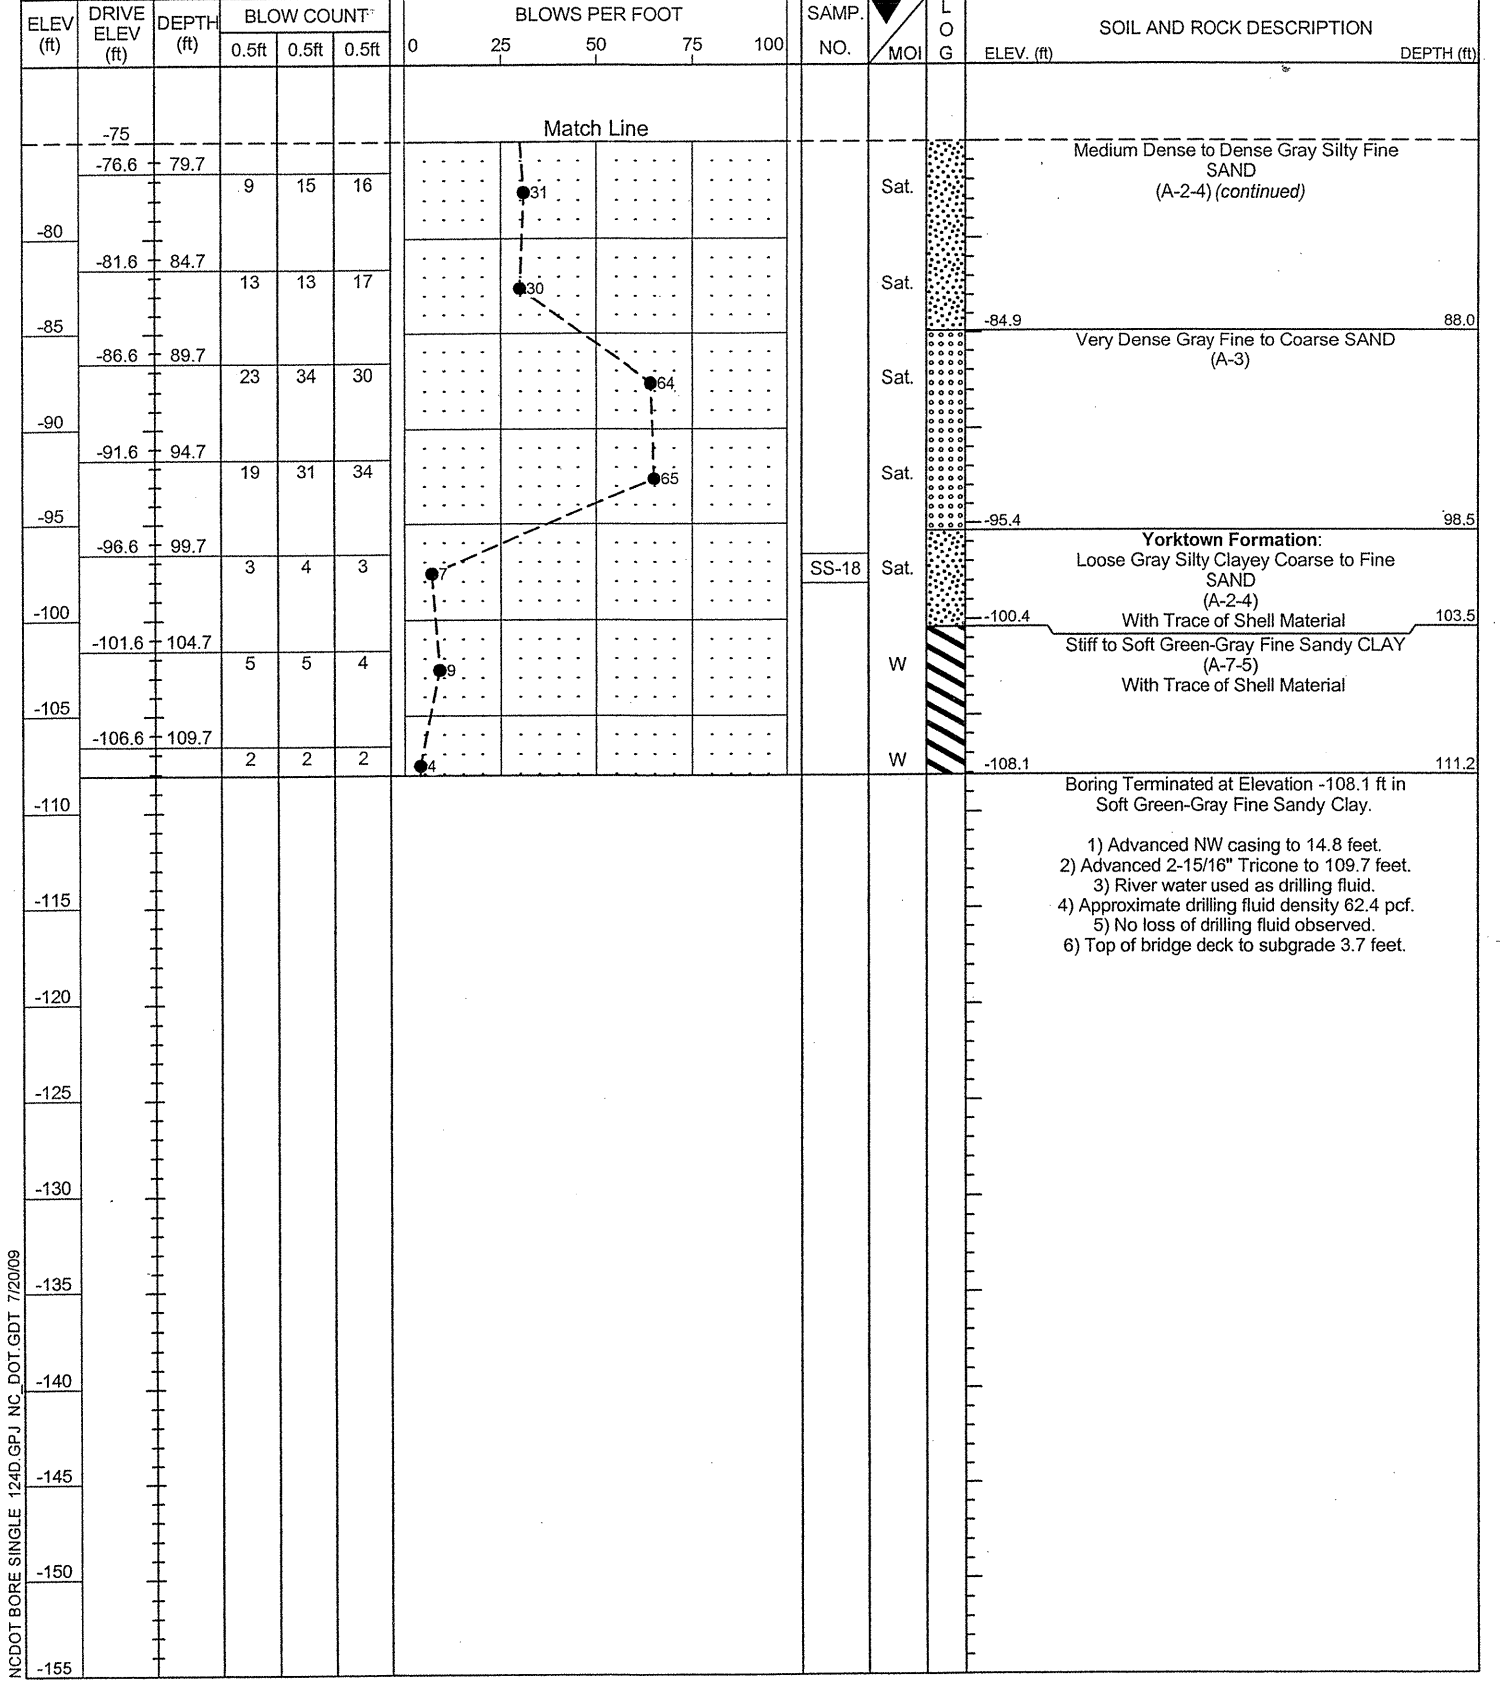 ELEV (ft) DRIVE ELEV (ft) DEPTH (ft) BLOW COUNT 0.5ft 0.5ft 0.5ft BLOWS PER FOOT 0 25 50 75 100 SAMP. NO. MOI L O G SOIL AND ROCK DESCRIPTION ELEV. (ft) DEPTH (ft)
Match Line
-75
Medium Dense to Dense Gray Silty Fine
SAND
(A-2-4) (continued)
-76.6 79.7
9 15 16 31 Sat.
-80
-81.6 84.7
13 13 17 30 Sat.
-85 -84.9 88.0
Very Dense Gray Fine to Coarse SAND
(A-3)
-86.6 89.7
23 34 30 64 Sat.
-90
-91.6 94.7
19 31 34 65 Sat.
-95 -95.4 98.5
Yorktown Formation:
Loose Gray Silty Clayey Coarse to Fine
SAND
(A-2-4)
With Trace of Shell Material
-96.6 99.7
3 4 3 7 SS-18 Sat.
-100 -100.4 103.5
Stiff to Soft Green-Gray Fine Sandy CLAY
(A-7-5)
With Trace of Shell Material
-101.6 104.7
5 5 4 9 W
-105
-106.6 109.7
2 2 2 4 W
-108.1 111.2
Boring Terminated at Elevation -108.1 ft in
Soft Green-Gray Fine Sandy Clay.
1) Advanced NW casing to 14.8 feet.
2) Advanced 2-15/16" Tricone to 109.7 feet.
3) River water used as drilling fluid.
4) Approximate drilling fluid density 62.4 pcf.
5) No loss of drilling fluid observed.
6) Top of bridge deck to subgrade 3.7 feet.
-110
-115
-120
-125
-130
-135
-140
-145
-150
-155
NCDOT BORE SINGLE 124D.GPJ NC_DOT.GDT 7/20/09